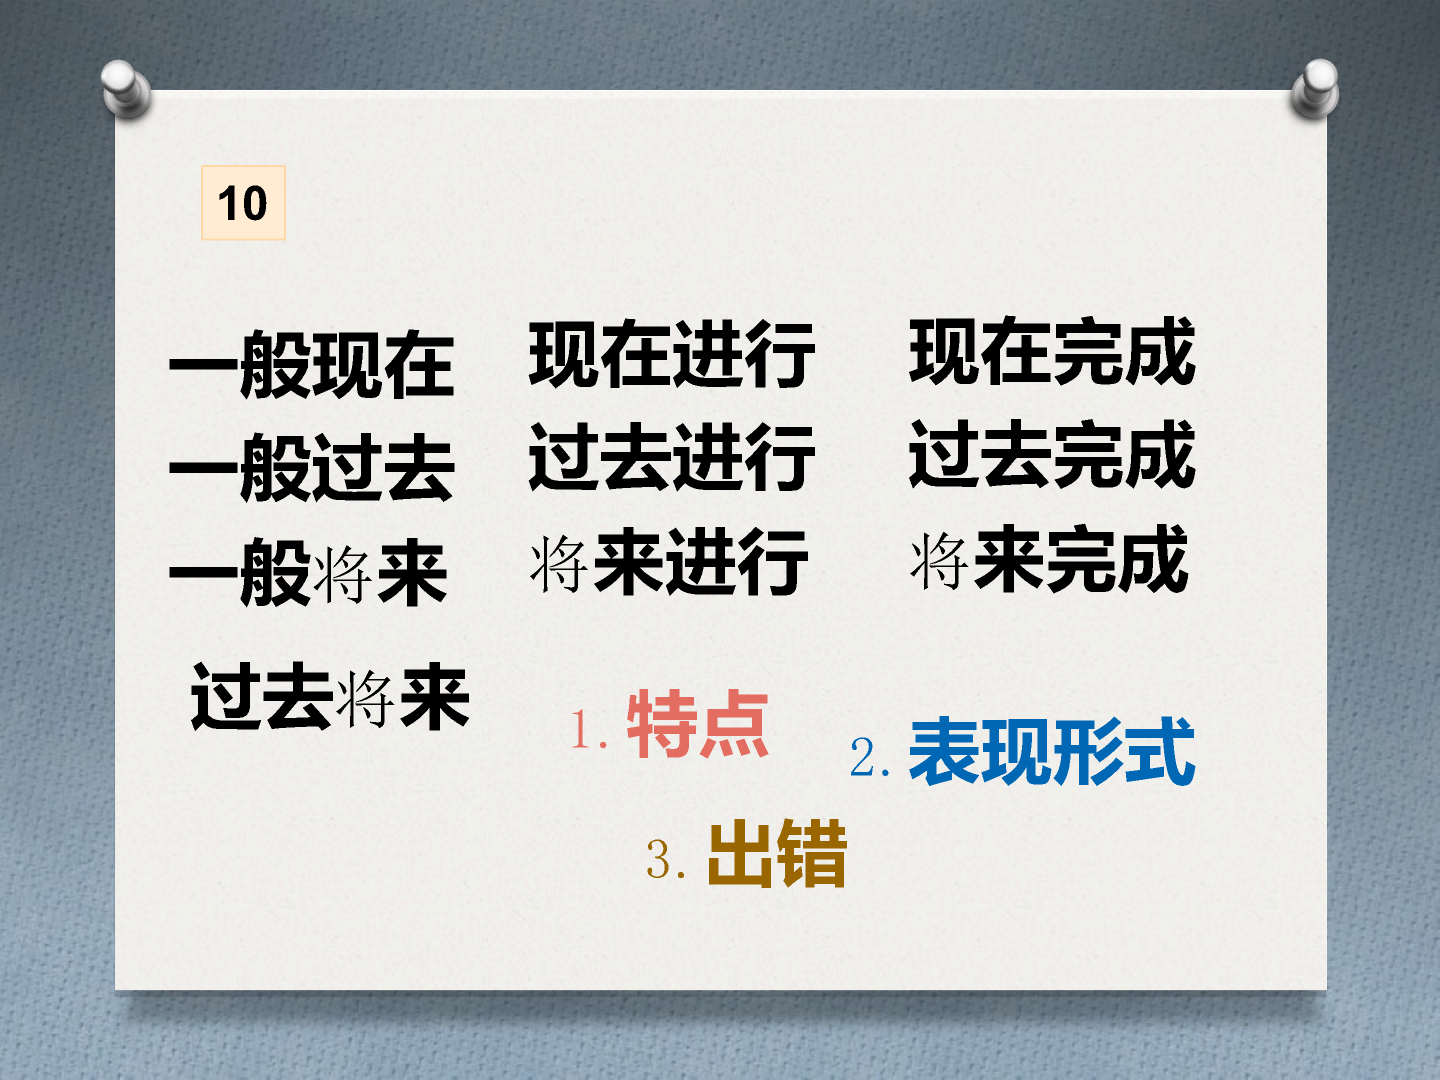 10
一般现在
一般过去
一般将来
过去将来
现在进行
过去进行
将来进行
现在完成
过去完成
将来完成
1.特点
2.表现形式
3.出错